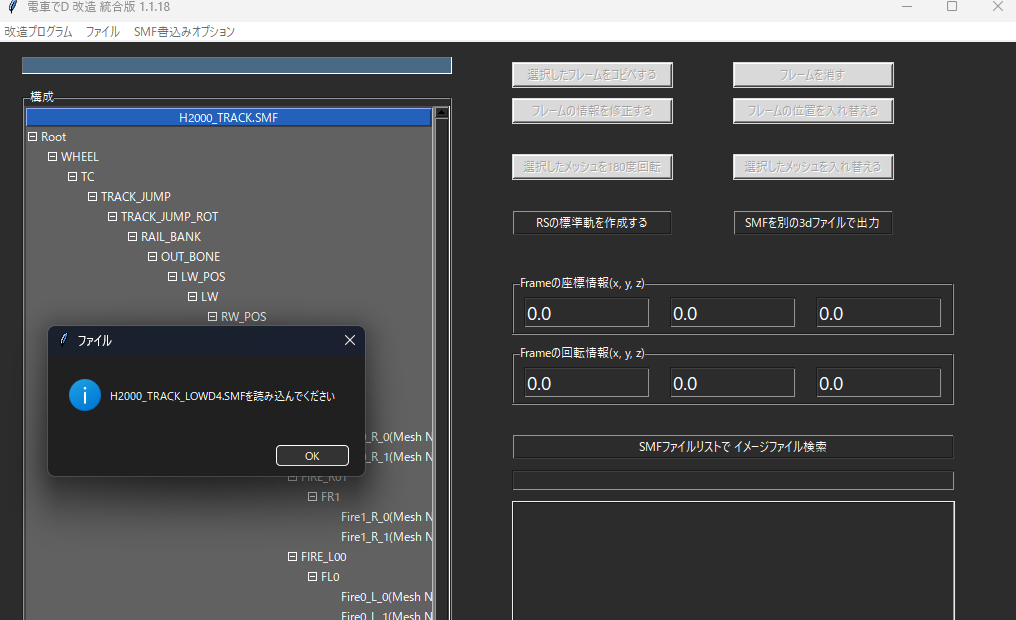 電車でD 改造 統合版 1.1.18
改造プログラム ファイル SMF書込みオプション
選択したフレームをコピペする フレームを消す
構成
フレームの情報を修正する フレームの位置を入れ替える
H2000_TRACK.SMF
Root
WHEEL
選択したメッシュを180度回転 選択したメッシュを入れ替える
TC
TRACK_JUMP
TRACK_JUMP_ROT
RSの標準軌を作成する SMFを別の3dファイルで出力
RAIL_BANK
OUT_BONE
LW_POS
Frameの座標情報(x, y, z)
LW
RW_POS
0.0 0.0 0.0
ファイル
Frameの回転情報(x, y, z)
0.0 0.0 0.0
H2000_TRACK_LOWD4.SMFを読み込んでください
_R_0(Mesh N
SMFファイルリストで イメージファイル検索
OK
_R_1(Mesh N
FIRE_R01
FR1
Fire1_R_0(Mesh N
Fire1_R_1(Mesh N
FIRE_L00
FL0
Fire0_L_0(Mesh N
Fire0_L_1(Mesh N